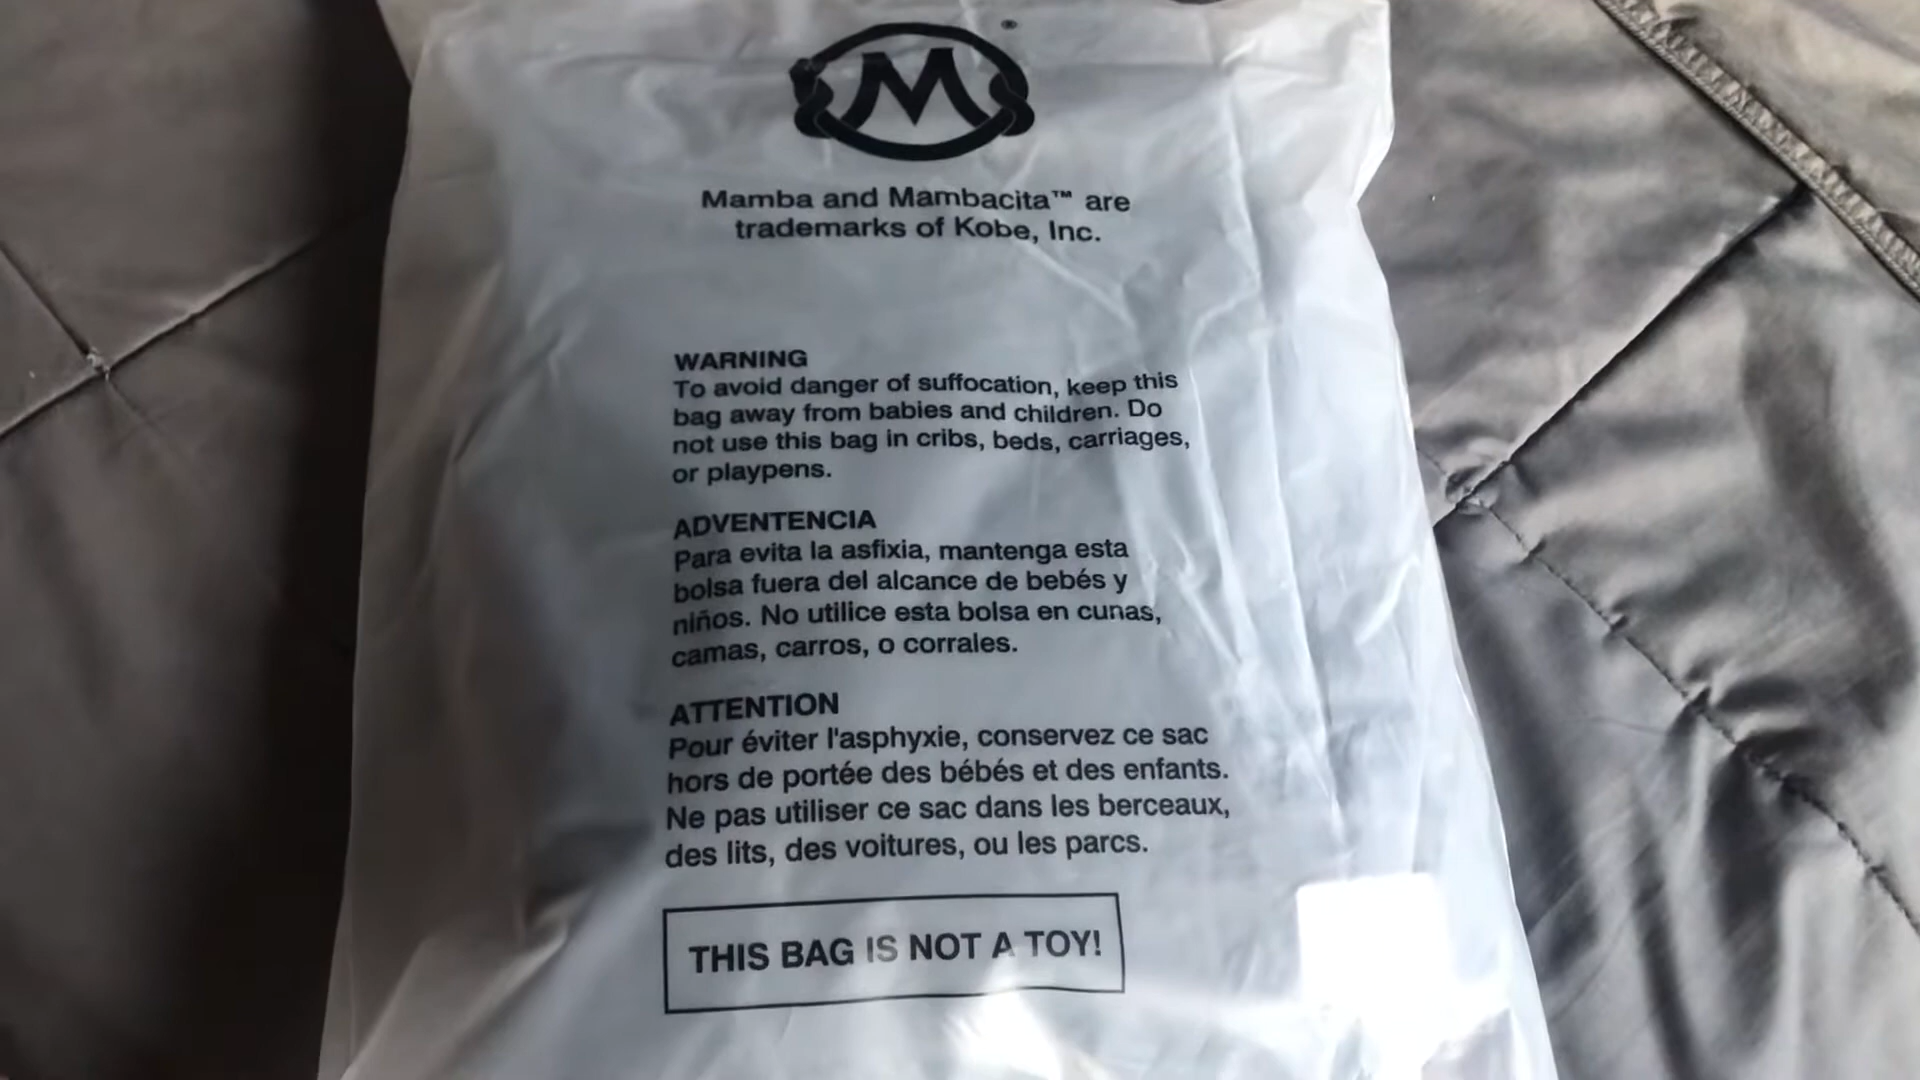 M ®
Mamba and Mambacita™ are
trademarks of Kobe, Inc.
WARNING
To avoid danger of suffocation, keep this
bag away from babies and children. Do
not use this bag in cribs, beds, carriages,
or playpens.
ADVENTENCIA
Para evita la asfixia, mantenga esta
bolsa fuera del alcance de bebés y
niños. No utilice esta bolsa en cunas,
camas, carros, o corrales.
ATTENTION
Pour éviter l'asphyxie, conservez ce sac
hors de portée des bébés et des enfants.
Ne pas utiliser ce sac dans les berceaux,
des lits, des voitures, ou les parcs.
THIS BAG IS NOT A TOY!